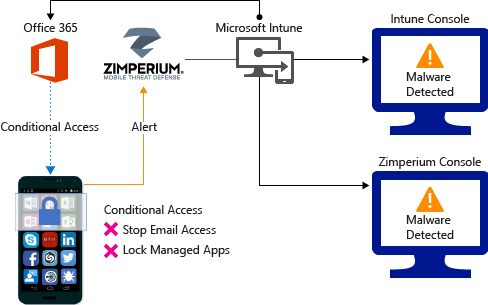 Office 365
Microsoft Intune
Intune Console
ZIMPERIUM®
MOBILE THREAT DEFENSE
Malware
Detected
Conditional Access
Alert
Zimperium Console
Malware
Detected
Conditional Access
Stop Email Access
Lock Managed Apps